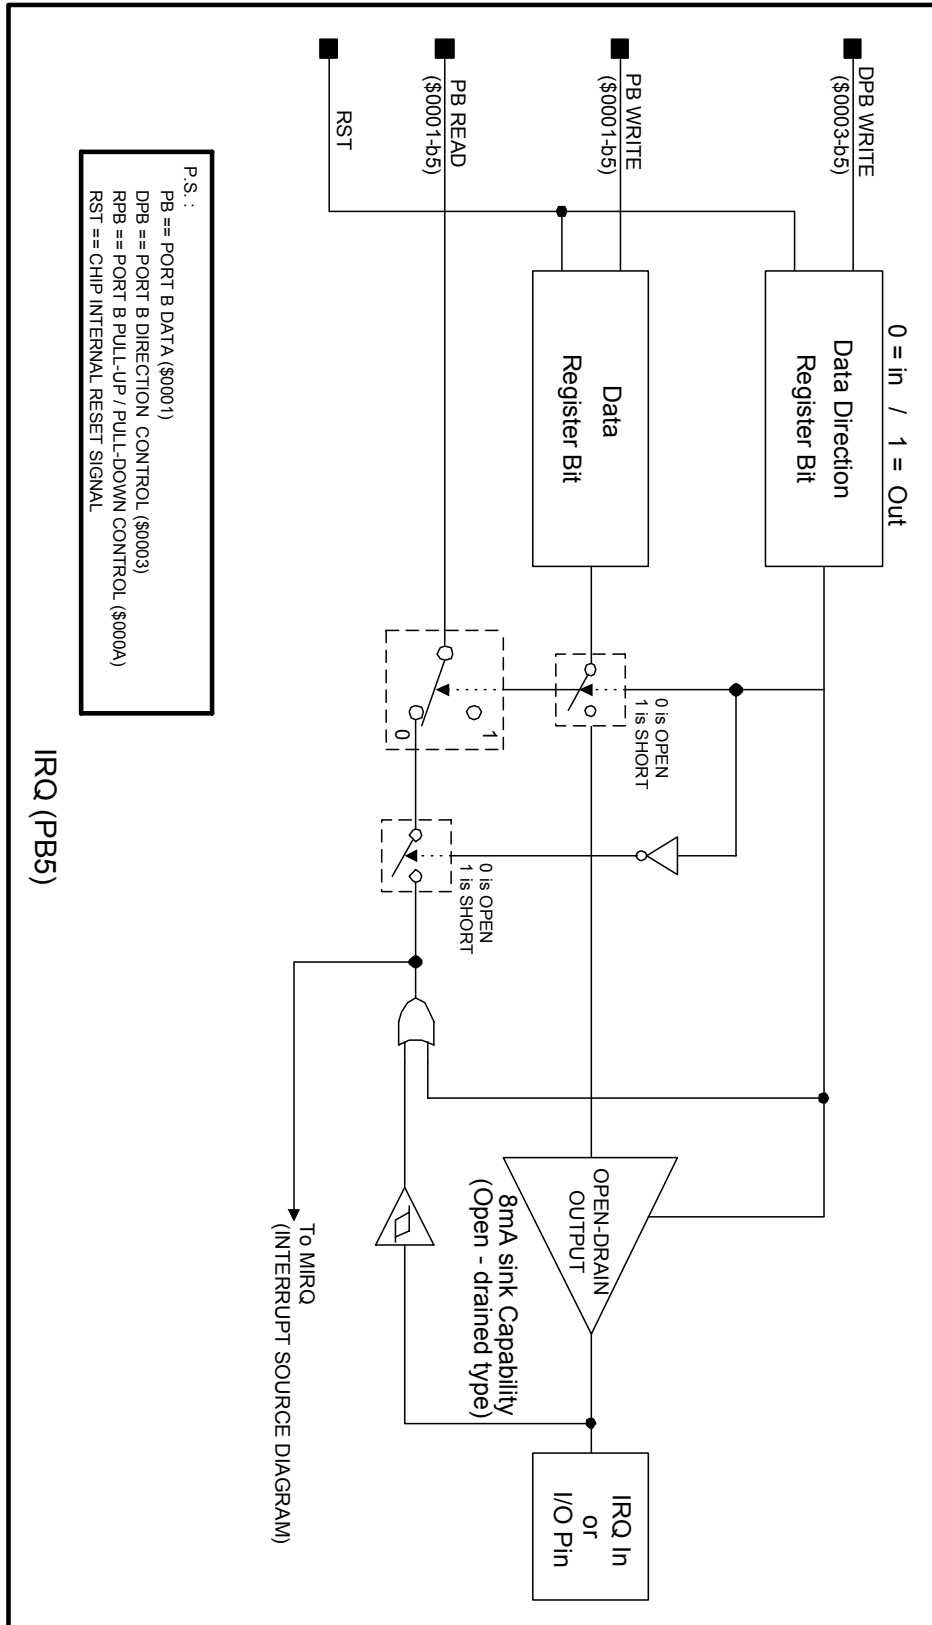 0 = in / 1 = Out
DPB WRITE
($0003-b5)
Data Direction
Register Bit
PB WRITE
($0001-b5)
Data
Register Bit
0 is OPEN
1 is SHORT
OPEN-DRAIN
OUTPUT
8mA sink Capability
(Open - drained type)
IRQ In
or
I/O Pin
PB READ
($0001-b5)
1
0
0 is OPEN
1 is SHORT
RST
To MIRQ
(INTERRUPT SOURCE DIAGRAM)
P.S. :
PB == PORT B DATA ($0001)
DPB == PORT B DIRECTION CONTROL ($0003)
RPB == PORT B PULL-UP / PULL-DOWN CONTROL ($000A)
RST == CHIP INTERNAL RESET SIGNAL
IRQ (PB5)